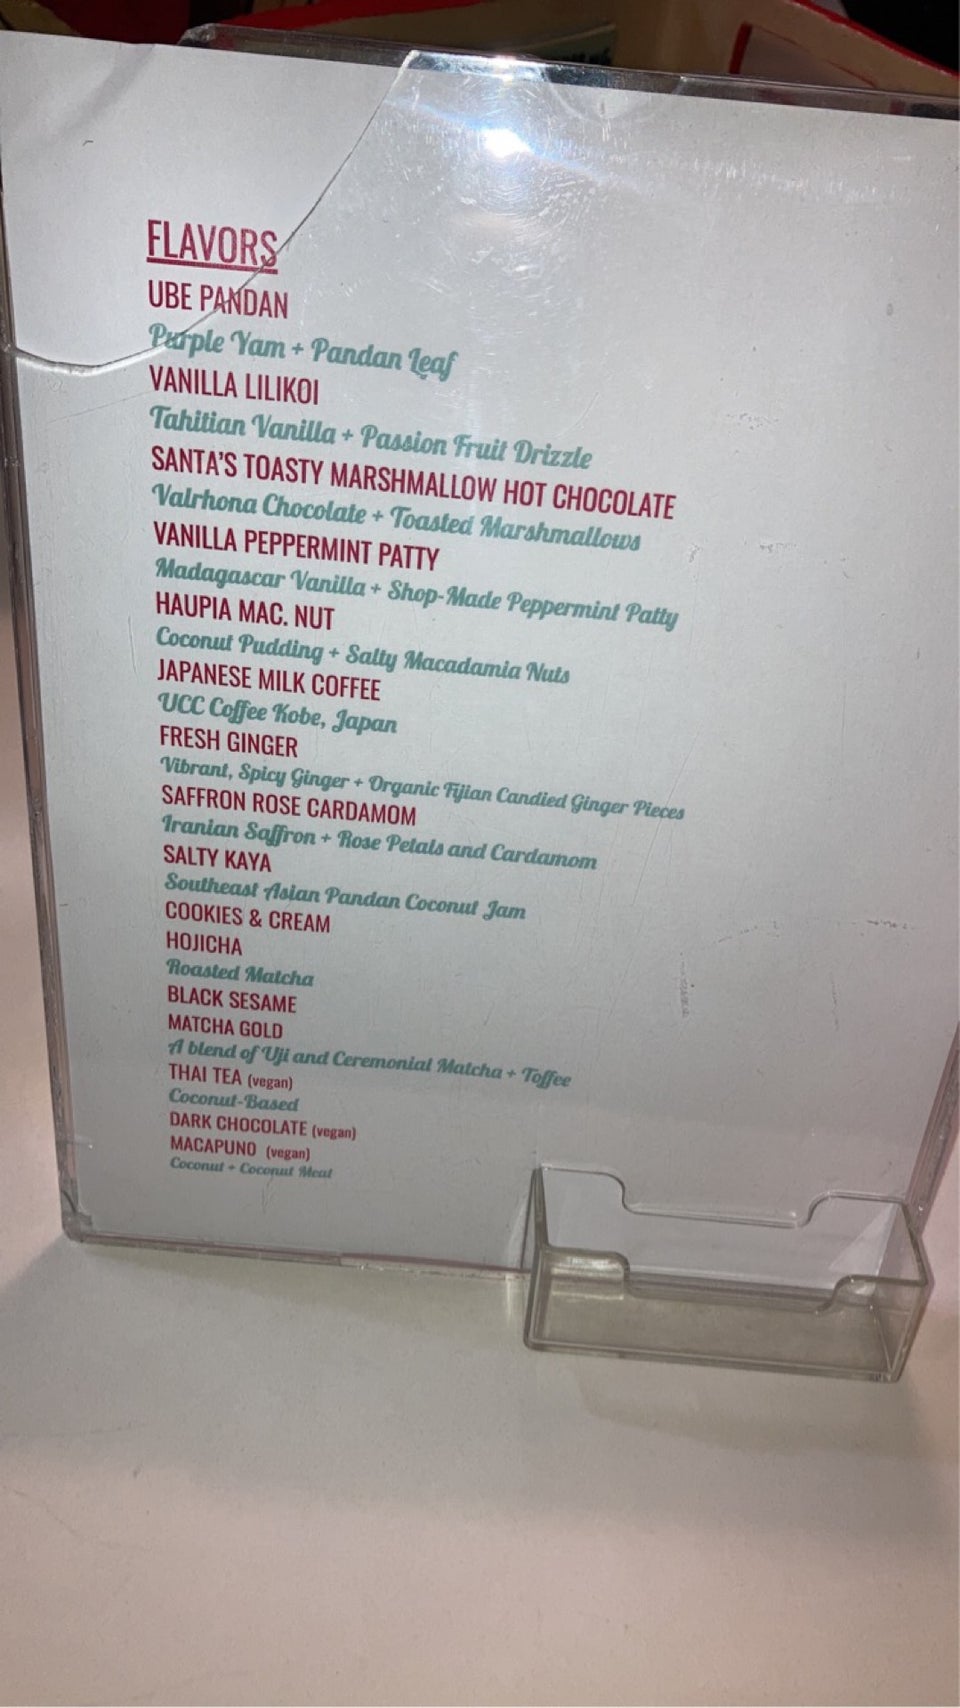 FLAVORS
UBE PANDAN
Purple Yam + Pandan Leaf
VANILLA LILIKOI
Tahitian Vanilla + Passion Fruit Drizzle
SANTA'S TOASTY MARSHMALLOW HOT CHOCOLATE
Valrhona Chocolate + Toasted Marshmallows
VANILLA PEPPERMINT PATTY
Madagascar Vanilla + Shop-Made Peppermint Patty
HAUPIA MAC. NUT
Coconut Pudding + Salty Macadamia Nuts
JAPANESE MILK COFFEE
UCC Coffee Kobe, Japan
FRESH GINGER
Vibrant, Spicy Ginger + Organic Fijian Candied Ginger Pieces
SAFFRON ROSE CARDAMOM
Iranian Saffron + Rose Petals and Cardamom
SALTY KAYA
Southeast Asian Pandan Coconut Jam
COOKIES & CREAM
HOJICHA
Roasted Matcha
BLACK SESAME
MATCHA GOLD
A blend of Uji and Ceremonial Matcha + Toffee
THAI TEA (vegan)
Coconut-Based
DARK CHOCOLATE (vegan)
MACAPUNO (vegan)
Coconut + Coconut Meat